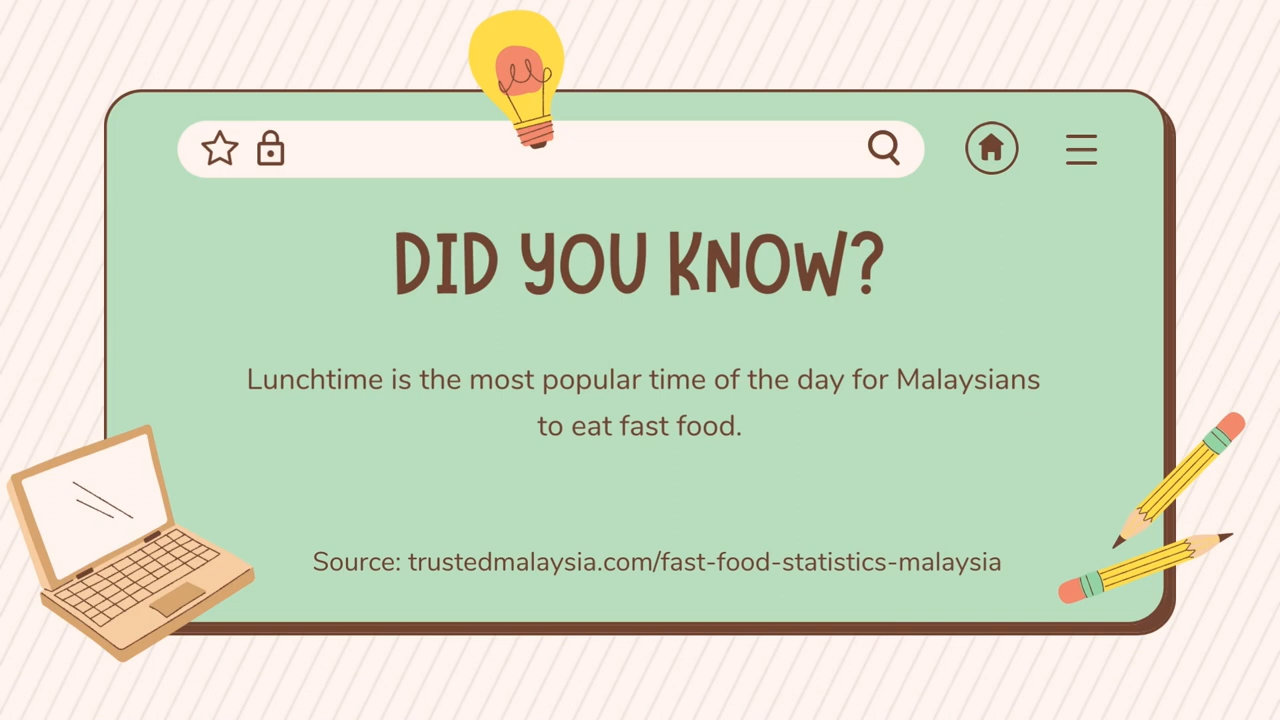 DID YOU KNOW?
Lunchtime is the most popular time of the day for Malaysians
to eat fast food.
Source: trustedmalaysia.com/fast-food-statistics-malaysia